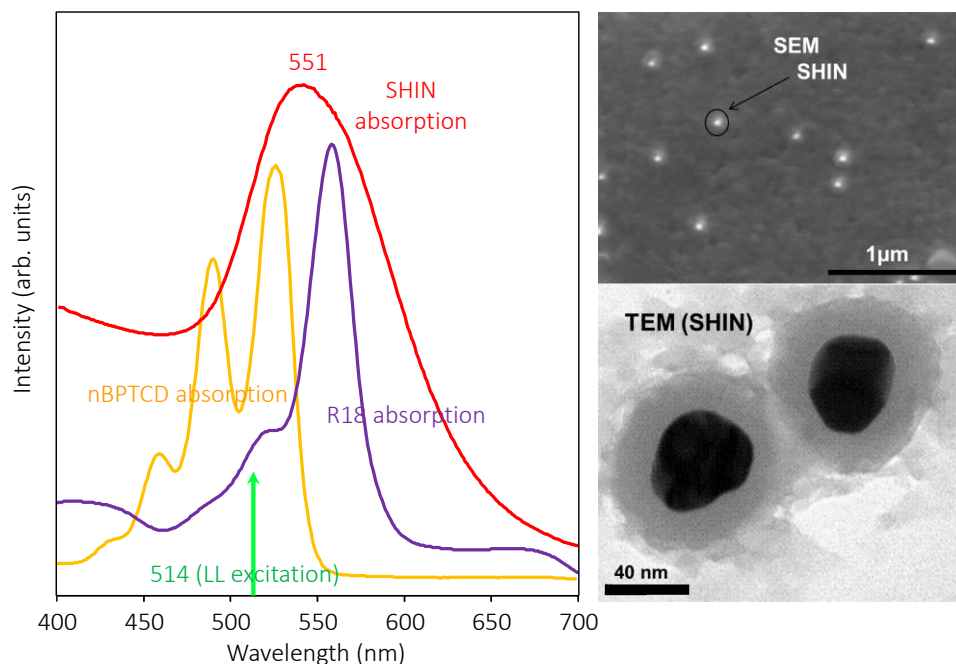 551
SHIN
absorption
nBPTCD absorption
R18 absorption
514 (LL excitation)
Intensity (arb. units)
400 450 500 550 600 650 700
Wavelength (nm)
SEM
SHIN
1µm
TEM (SHIN)
40 nm